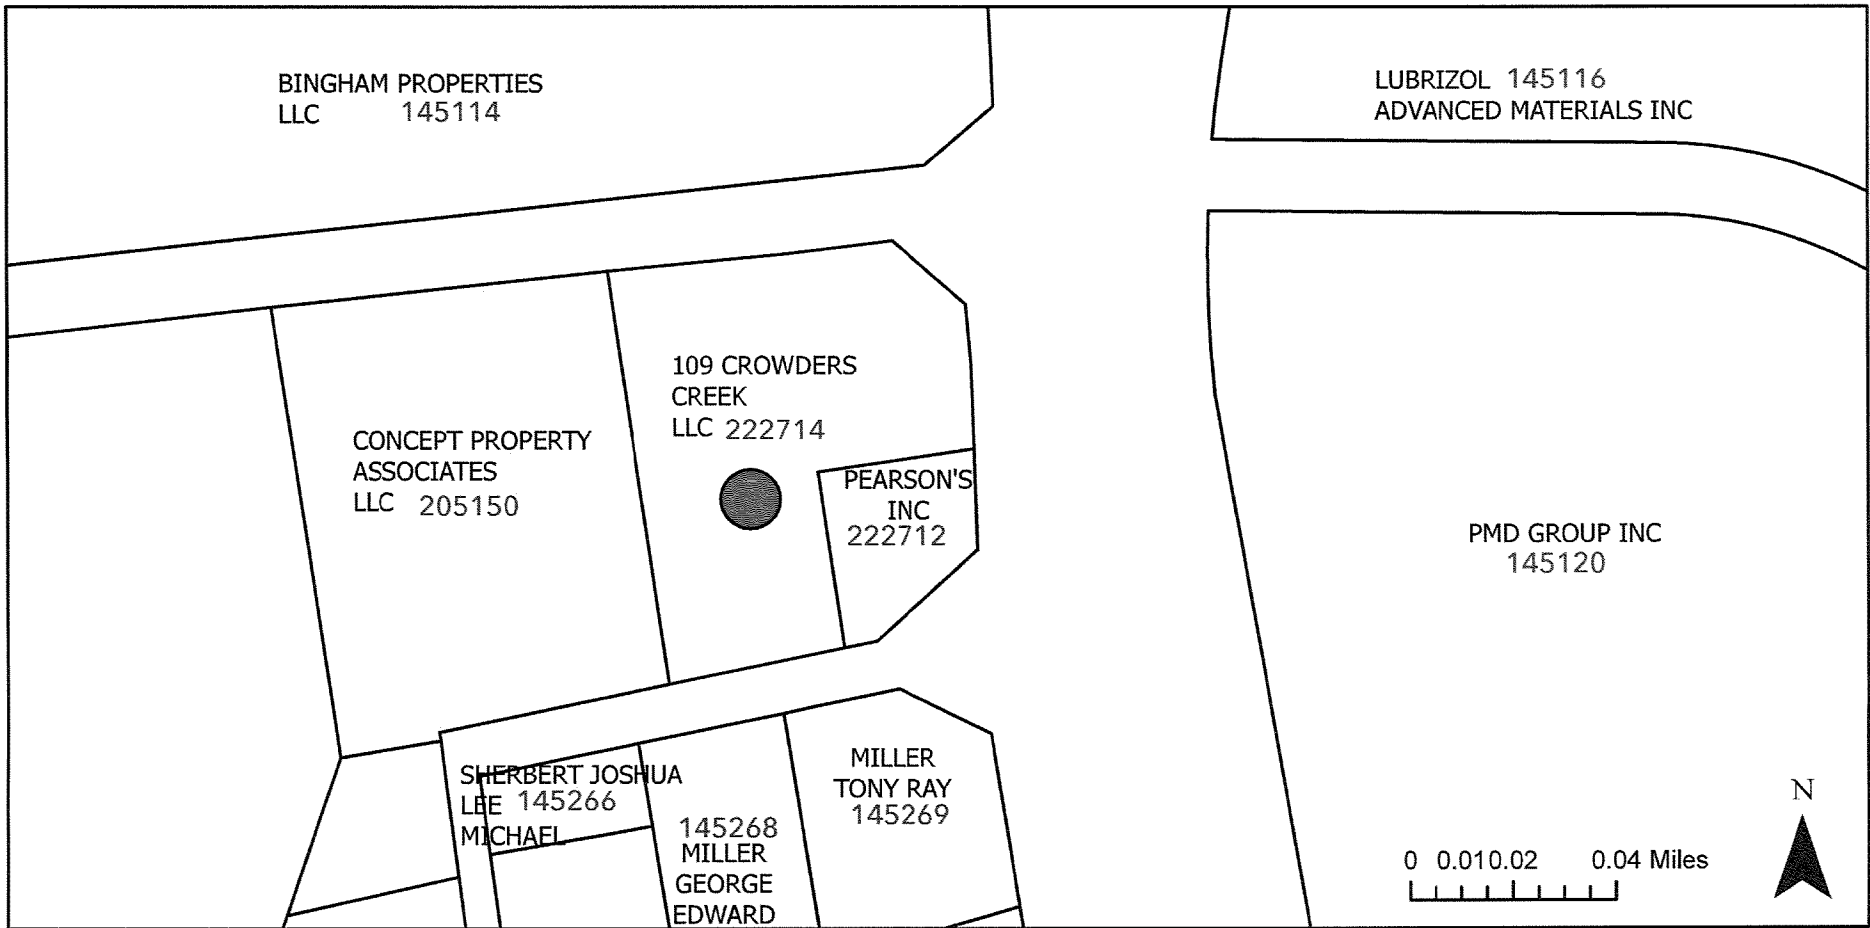 BINGHAM PROPERTIES
LLC 145114
LUBRIZOL 145116
ADVANCED MATERIALS INC
109 CROWDERS
CREEK
LLC 222714
CONCEPT PROPERTY
ASSOCIATES
LLC 205150
PEARSON'S
INC
222712
PMD GROUP INC
145120
SHERBERT JOSHUA
LEE 145266
MICHAEL
145268
MILLER
GEORGE
EDWARD
MILLER
TONY RAY
145269
N
0 0.010.02 0.04 Miles